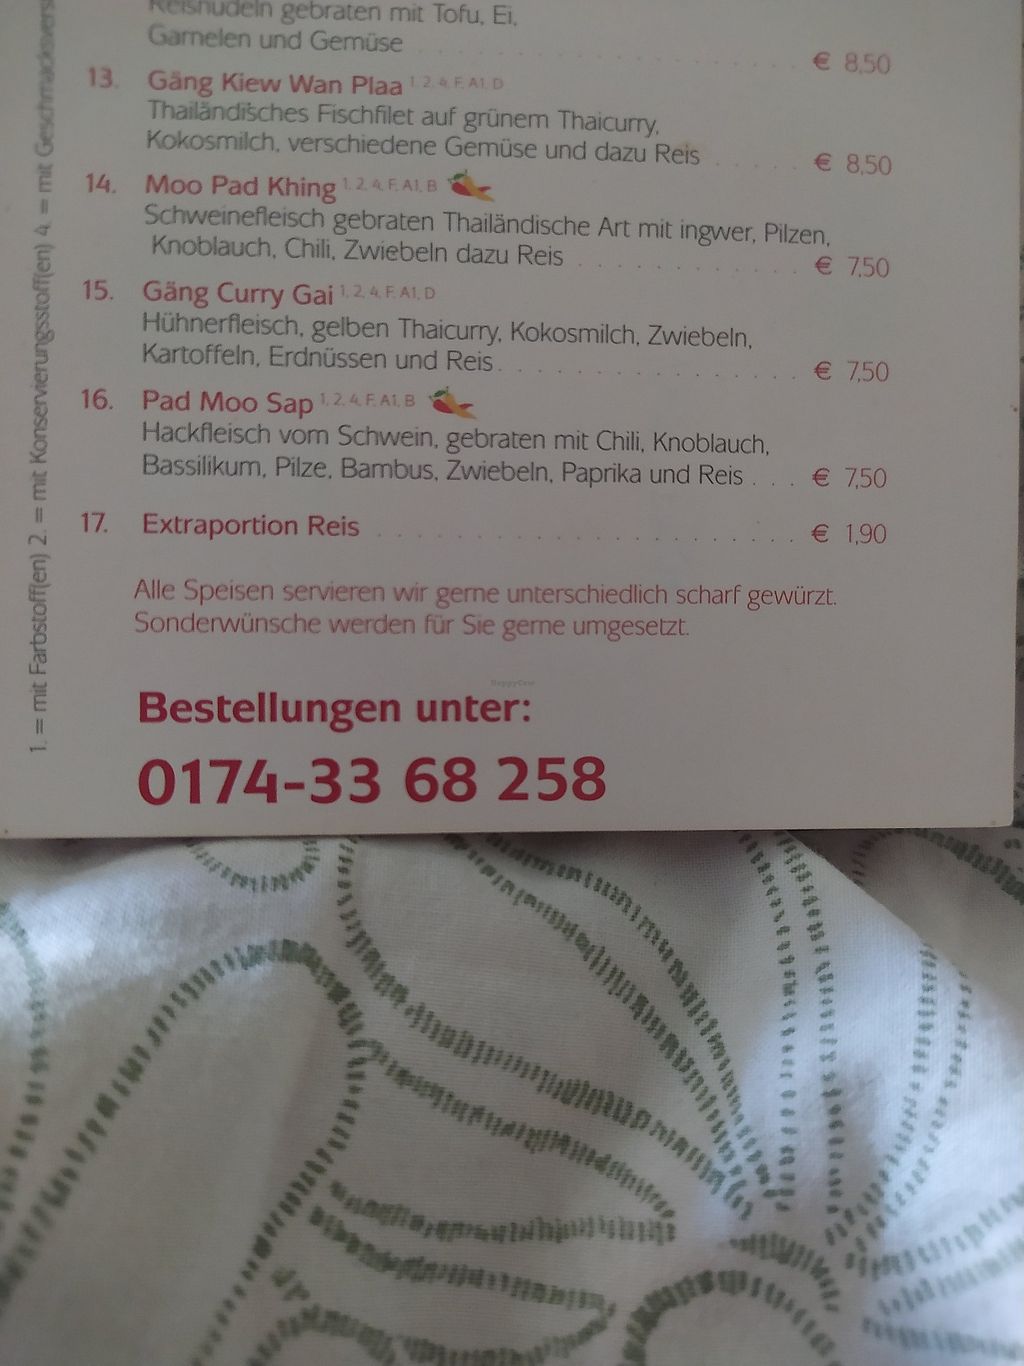 Reisnudeln gebraten mit Tofu, Ei,
Garnelen und Gemüse . . . . . . . . . . . . . . . . . € 8,50
13. Gäng Kiew Wan Plaa 1, 2, 4, F, A1, D
Thailändisches Fischfilet auf grünem Thaicurry,
Kokosmilch, verschiedene Gemüse und dazu Reis . . . . . . € 8,50
14. Moo Pad Khing 1, 2, 4, F, A1, B
Schweinefleisch gebraten Thailändische Art mit ingwer, Pilzen,
Knoblauch, Chili, Zwiebeln dazu Reis . . . . . . . . . . . . € 7,50
15. Gäng Curry Gai 1, 2, 4, F, A1, D
Hühnerfleisch, gelben Thaicurry, Kokosmilch, Zwiebeln,
Kartoffeln, Erdnüssen und Reis . . . . . . . . . . . . . . . € 7,50
16. Pad Moo Sap 1, 2, 4, F, A1, B
Hackfleisch vom Schwein, gebraten mit Chili, Knoblauch,
Bassilikum, Pilze, Bambus, Zwiebeln, Paprika und Reis . . . € 7,50
17. Extraportion Reis . . . . . . . . . . . . . . . . . . . . € 1,90
Alle Speisen servieren wir gerne unterschiedlich scharf gewürzt.
Sonderwünsche werden für Sie gerne umgesetzt.
HappyCow
Bestellungen unter:
0174-33 68 258
1. = mit Farbstoff(en) 2. = mit Konservierungsstoff(en) 4. = mit